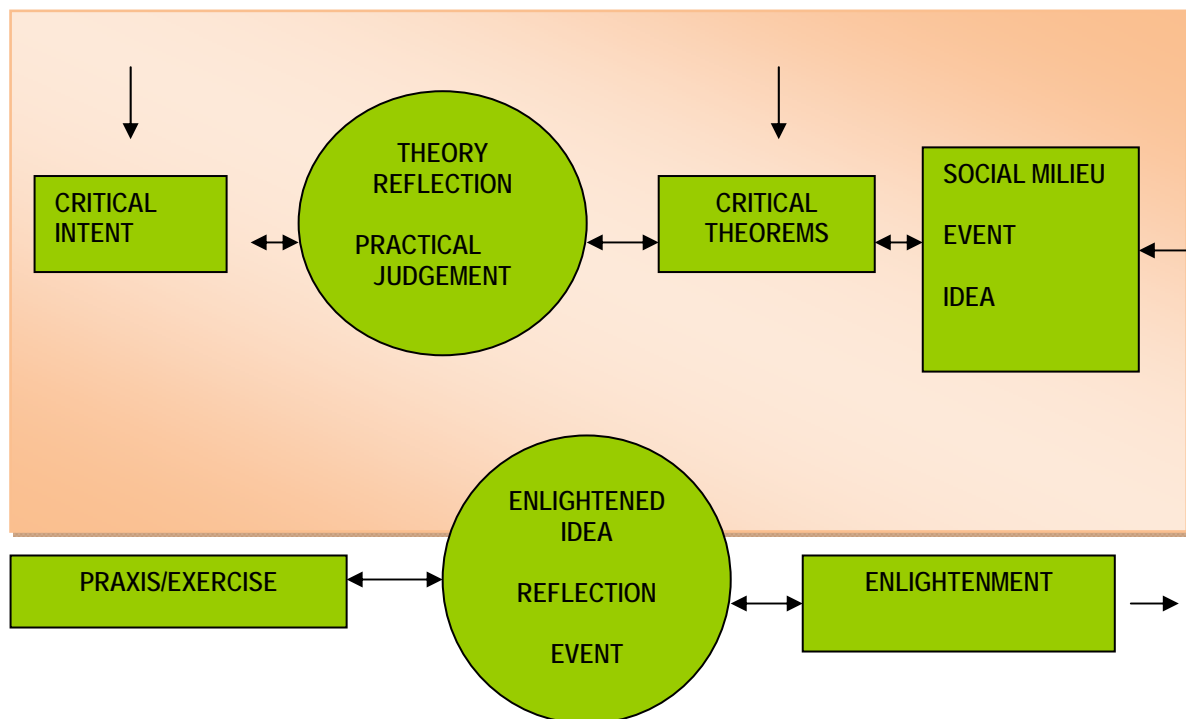 CRITICAL
INTENT
THEORY
REFLECTION
PRACTICAL
JUDGEMENT
CRITICAL
THEOREMS
SOCIAL MILIEU
EVENT
IDEA
PRAXIS/EXERCISE
ENLIGHTENED
IDEA
REFLECTION
EVENT
ENLIGHTENMENT